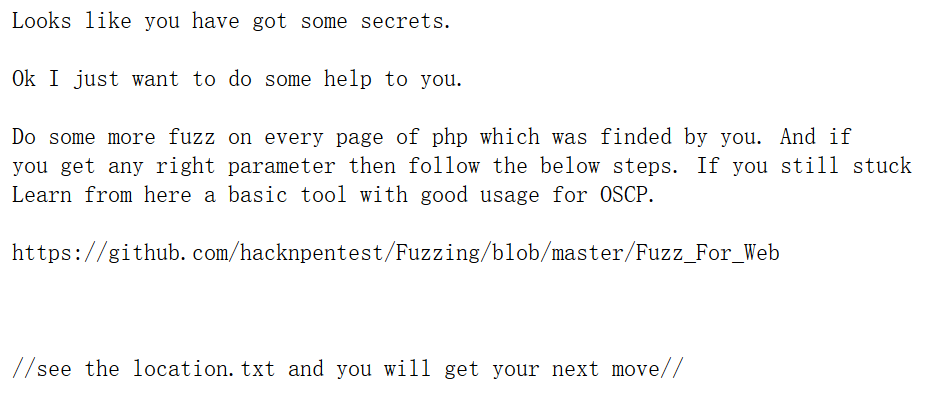 Looks like you have got some secrets.
Ok I just want to do some help to you.
Do some more fuzz on every page of php which was finded by you. And if
you get any right parameter then follow the below steps. If you still stuck
Learn from here a basic tool with good usage for OSCP.
https://github.com/hacknpentest/Fuzzing/blob/master/Fuzz_For_Web
//see the location.txt and you will get your next move//